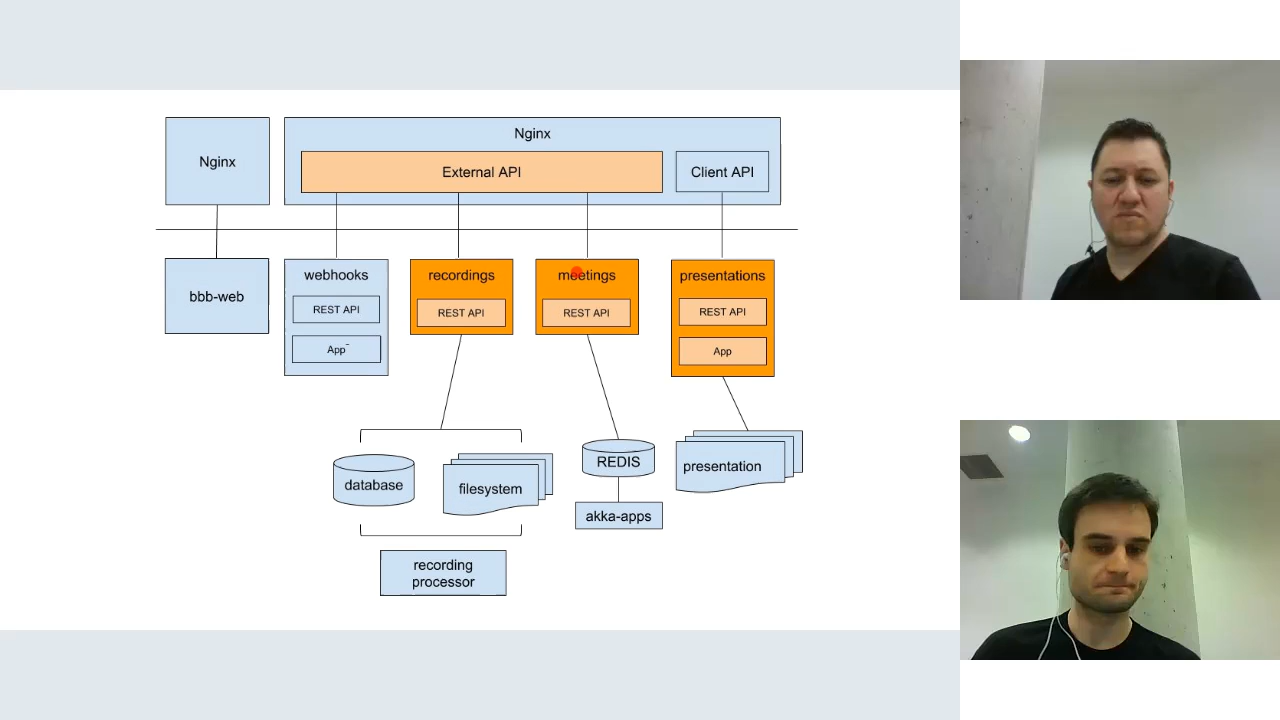 Nginx
Nginx
External API
Client API
bbb-web
webhooks
REST API
App
recordings
REST API
meetings
REST API
presentations
REST API
App
database
filesystem
REDIS
presentation
akka-apps
recording
processor